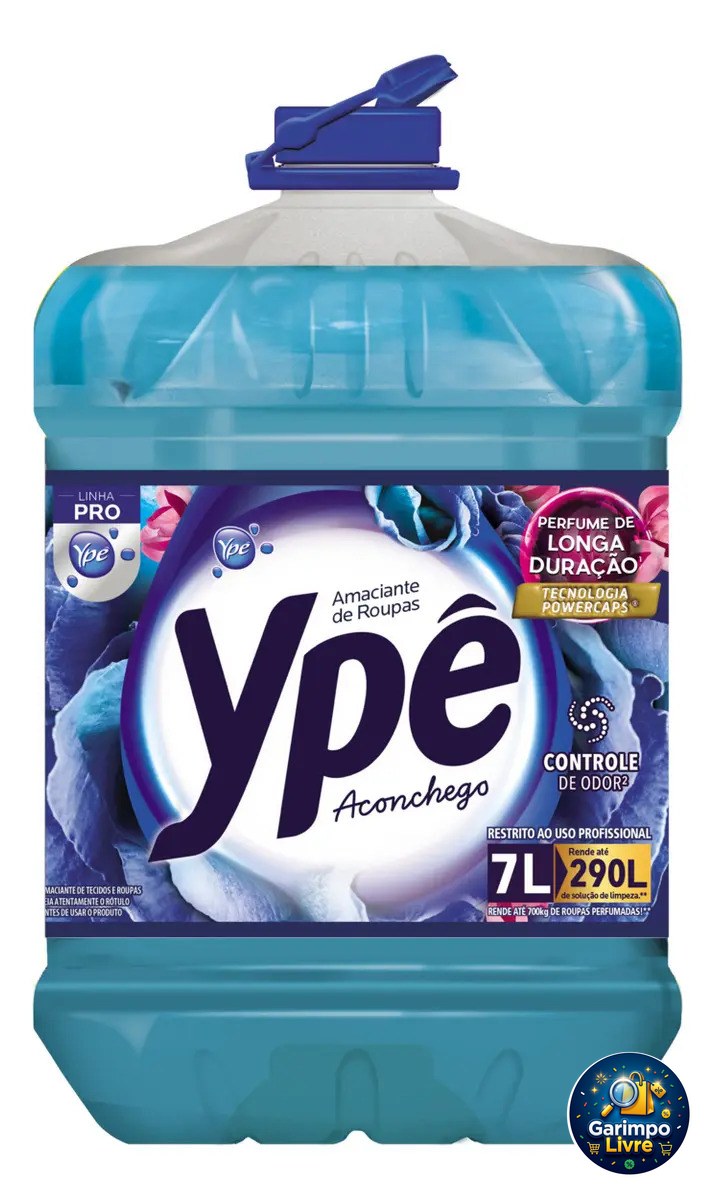 LINHA
PRO
Ypê
Ypê
Amaciante
de Roupas
Ypê
Aconchego
PERFUME DE
LONGA
DURAÇÃO¹
TECNOLOGIA
POWERCAPS®
CONTROLE
DE ODOR²
RESTRITO AO USO PROFISSIONAL
7L
Rende até
290L
de solução de limpeza.**
RENDE ATÉ 700kg DE ROUPAS PERFUMADAS!**
MACIANTE DE TECIDOS E ROUPAS
EIA ATENTAMENTE O RÓTULO
NTES DE USAR O PRODUTO
Garimpo
Livre